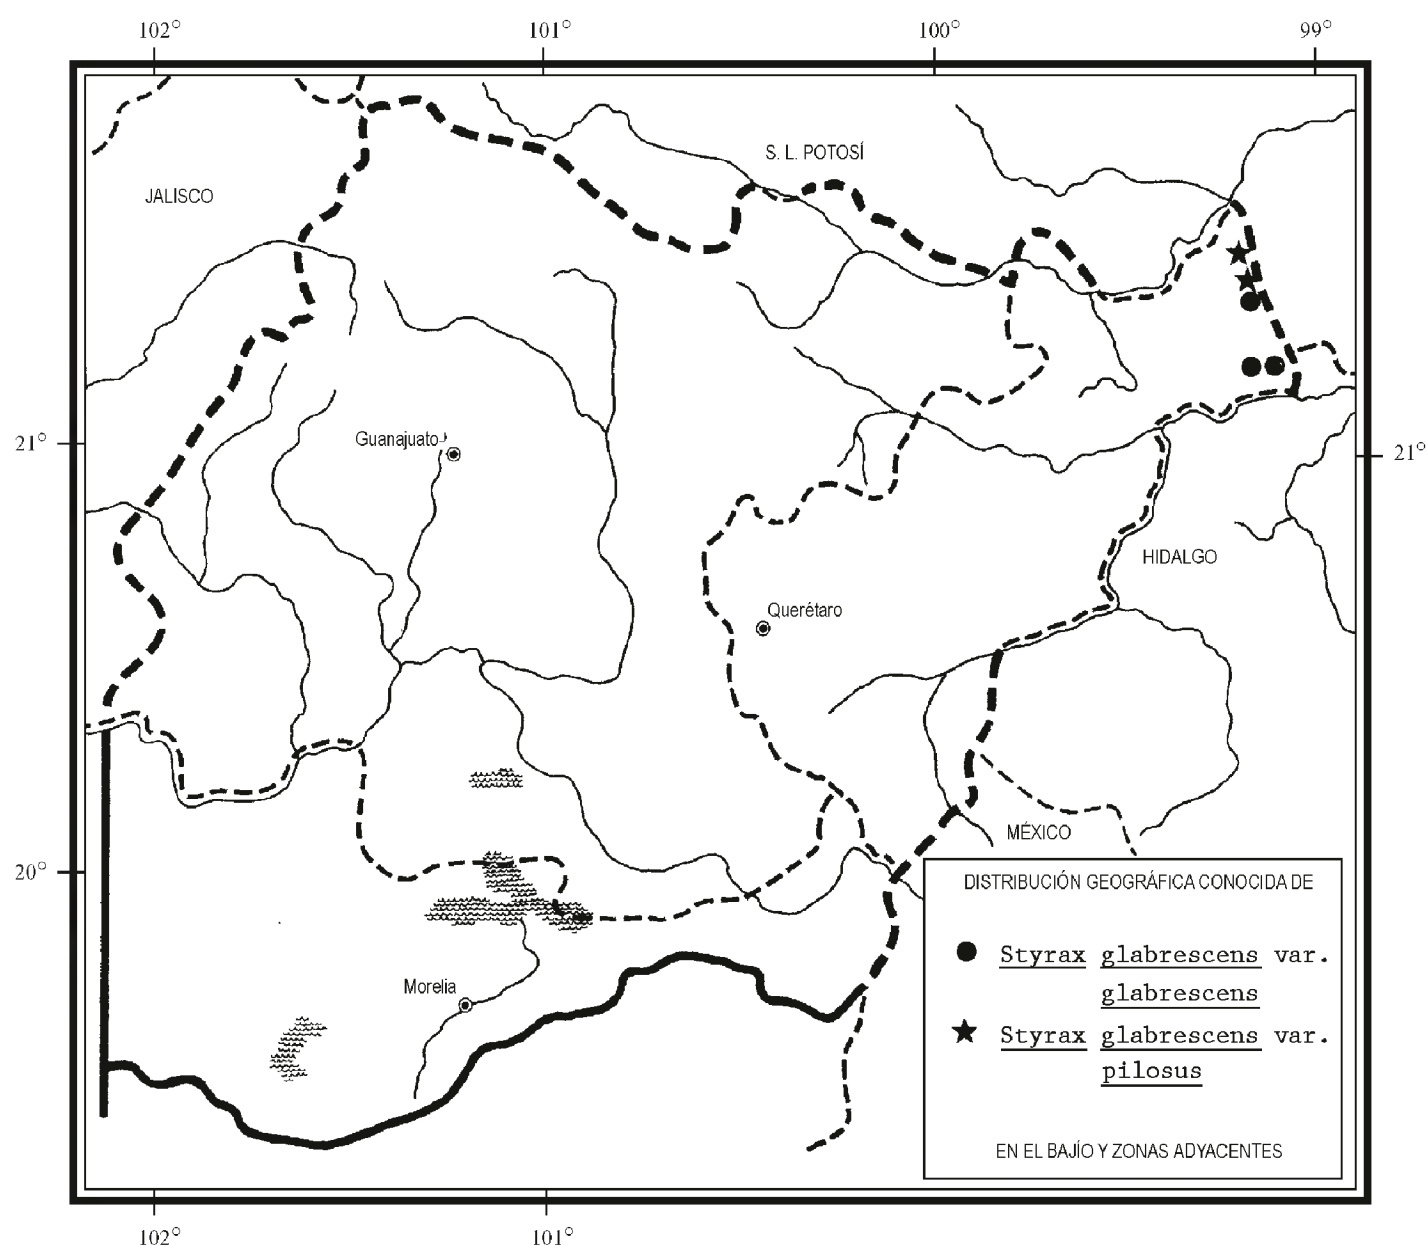 102° 101° 100° 99°
S. L. POTOSÍ
JALISCO
Guanajuato
21° 21°
HIDALGO
Querétaro
MÉXICO
20°
DISTRIBUCIÓN GEOGRÁFICA CONOCIDA DE
Styrax glabrescens var.
glabrescens
Morelia
Styrax glabrescens var.
pilosus
EN EL BAJÍO Y ZONAS ADYACENTES
102° 101°